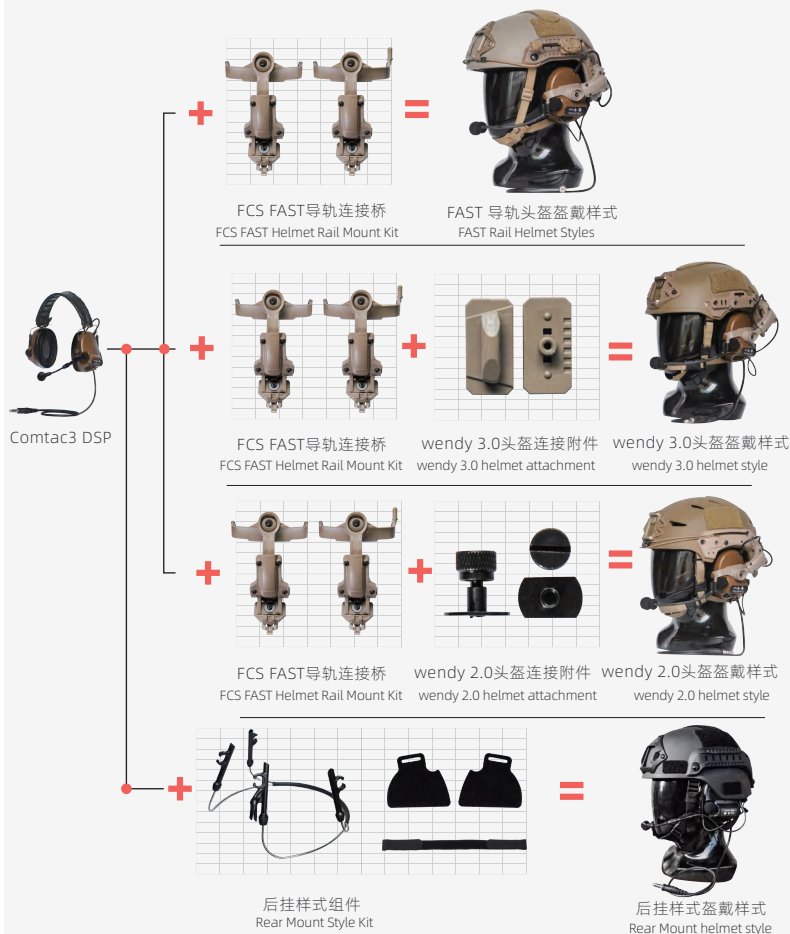 FCS FAST导轨连接桥
FCS FAST Helmet Rail Mount Kit
FAST 导轨头盔盔戴样式
FAST Rail Helmet Styles
Comtac3 DSP
FCS FAST导轨连接桥
FCS FAST Helmet Rail Mount Kit
wendy 3.0头盔连接附件
wendy 3.0 helmet attachment
wendy 3.0头盔盔戴样式
wendy 3.0 helmet style
FCS FAST导轨连接桥
FCS FAST Helmet Rail Mount Kit
wendy 2.0头盔连接附件
wendy 2.0 helmet attachment
wendy 2.0头盔盔戴样式
wendy 2.0 helmet style
后挂样式组件
Rear Mount Style Kit
后挂样式盔戴样式
Rear Mount helmet style